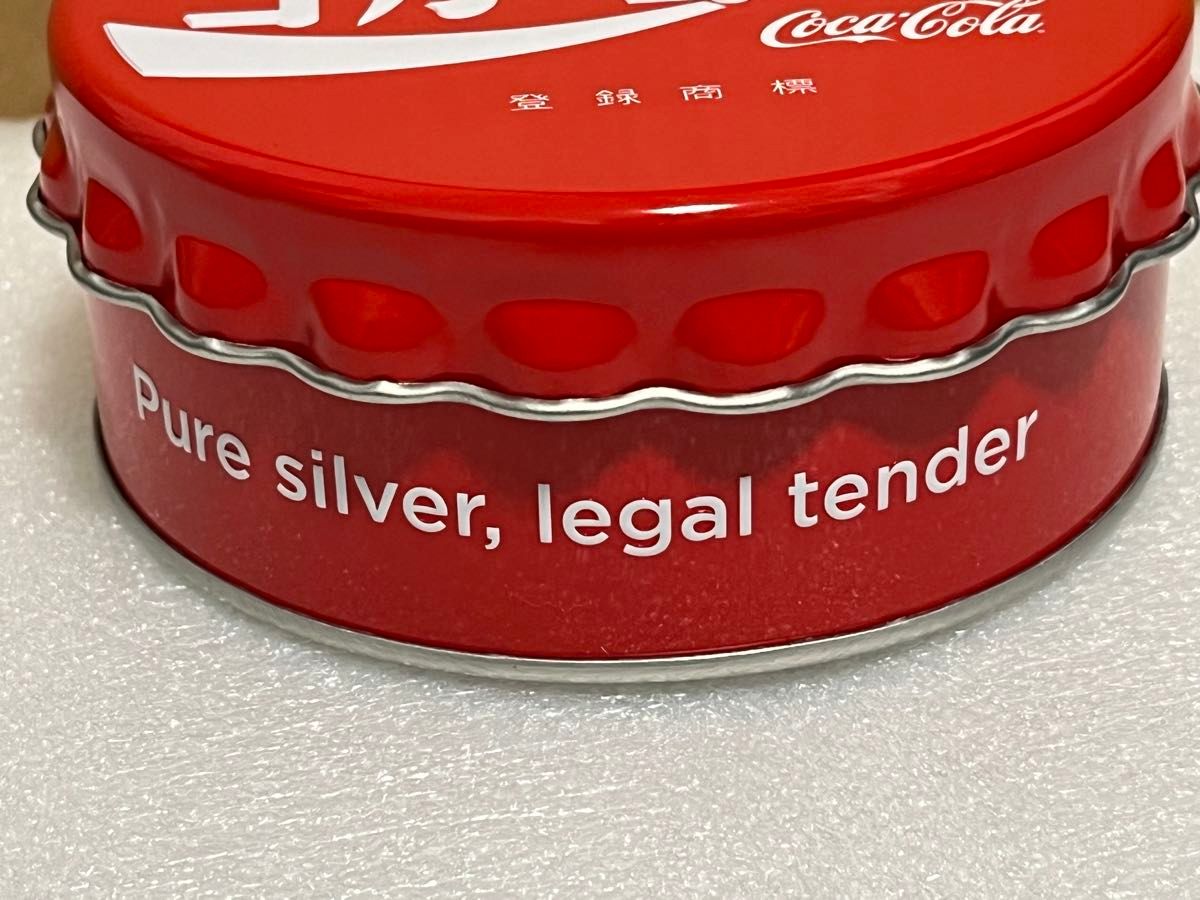 Coca-Cola
登録商標
Pure silver, legal tender